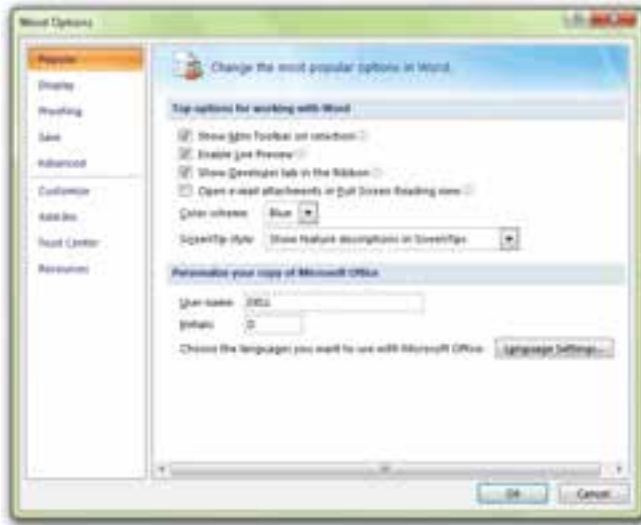 Word Options
Popular
Display
Proofing
Save
Advanced
Customize
Add-Ins
Trust Center
Resources
Change the most popular options in Word.
Top options for working with Word
Show Mini Toolbar on selection
Enable Live Preview
Show Developer tab in the Ribbon
Open e-mail attachments in Full Screen Reading view
Color scheme: Blue
ScreenTip style: Show feature descriptions in ScreenTips
Personalize your copy of Microsoft Office
User name:
Initials: D
Choose the languages you want to use with Microsoft Office: Language Settings...
OK Cancel